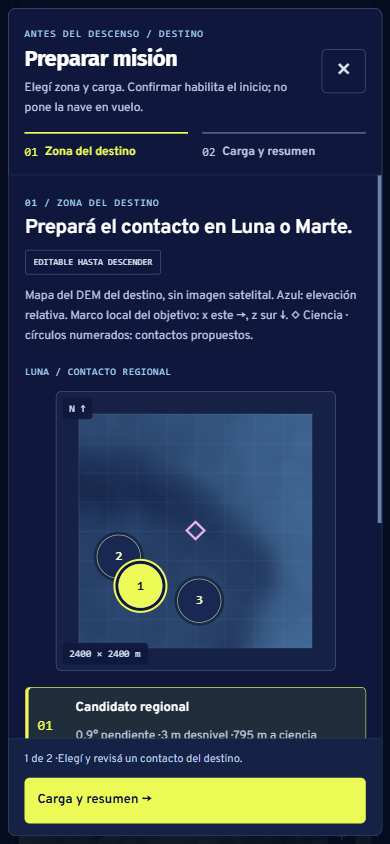 ANTES DEL DESCENSO / DESTINO
Preparar misión
Elegí zona y carga. Confirmar habilita el inicio; no
pone la nave en vuelo.
×
01 Zona del destino
02 Carga y resumen
01 / ZONA DEL DESTINO
Prepará el contacto en Luna o Marte.
EDITABLE HASTA DESCENDER
Mapa del DEM del destino, sin imagen satelital. Azul: elevación
relativa. Marco local del objetivo: x este →, z sur ↓. ◇ Ciencia ·
círculos numerados: contactos propuestos.
LUNA / CONTACTO REGIONAL
N ↑
2
1
3
2400 × 2400 m
Candidato regional
01
0.9° pendiente ·3 m desnivel ·795 m a ciencia
1 de 2 ·Elegí y revisá un contacto del destino.
Carga y resumen →